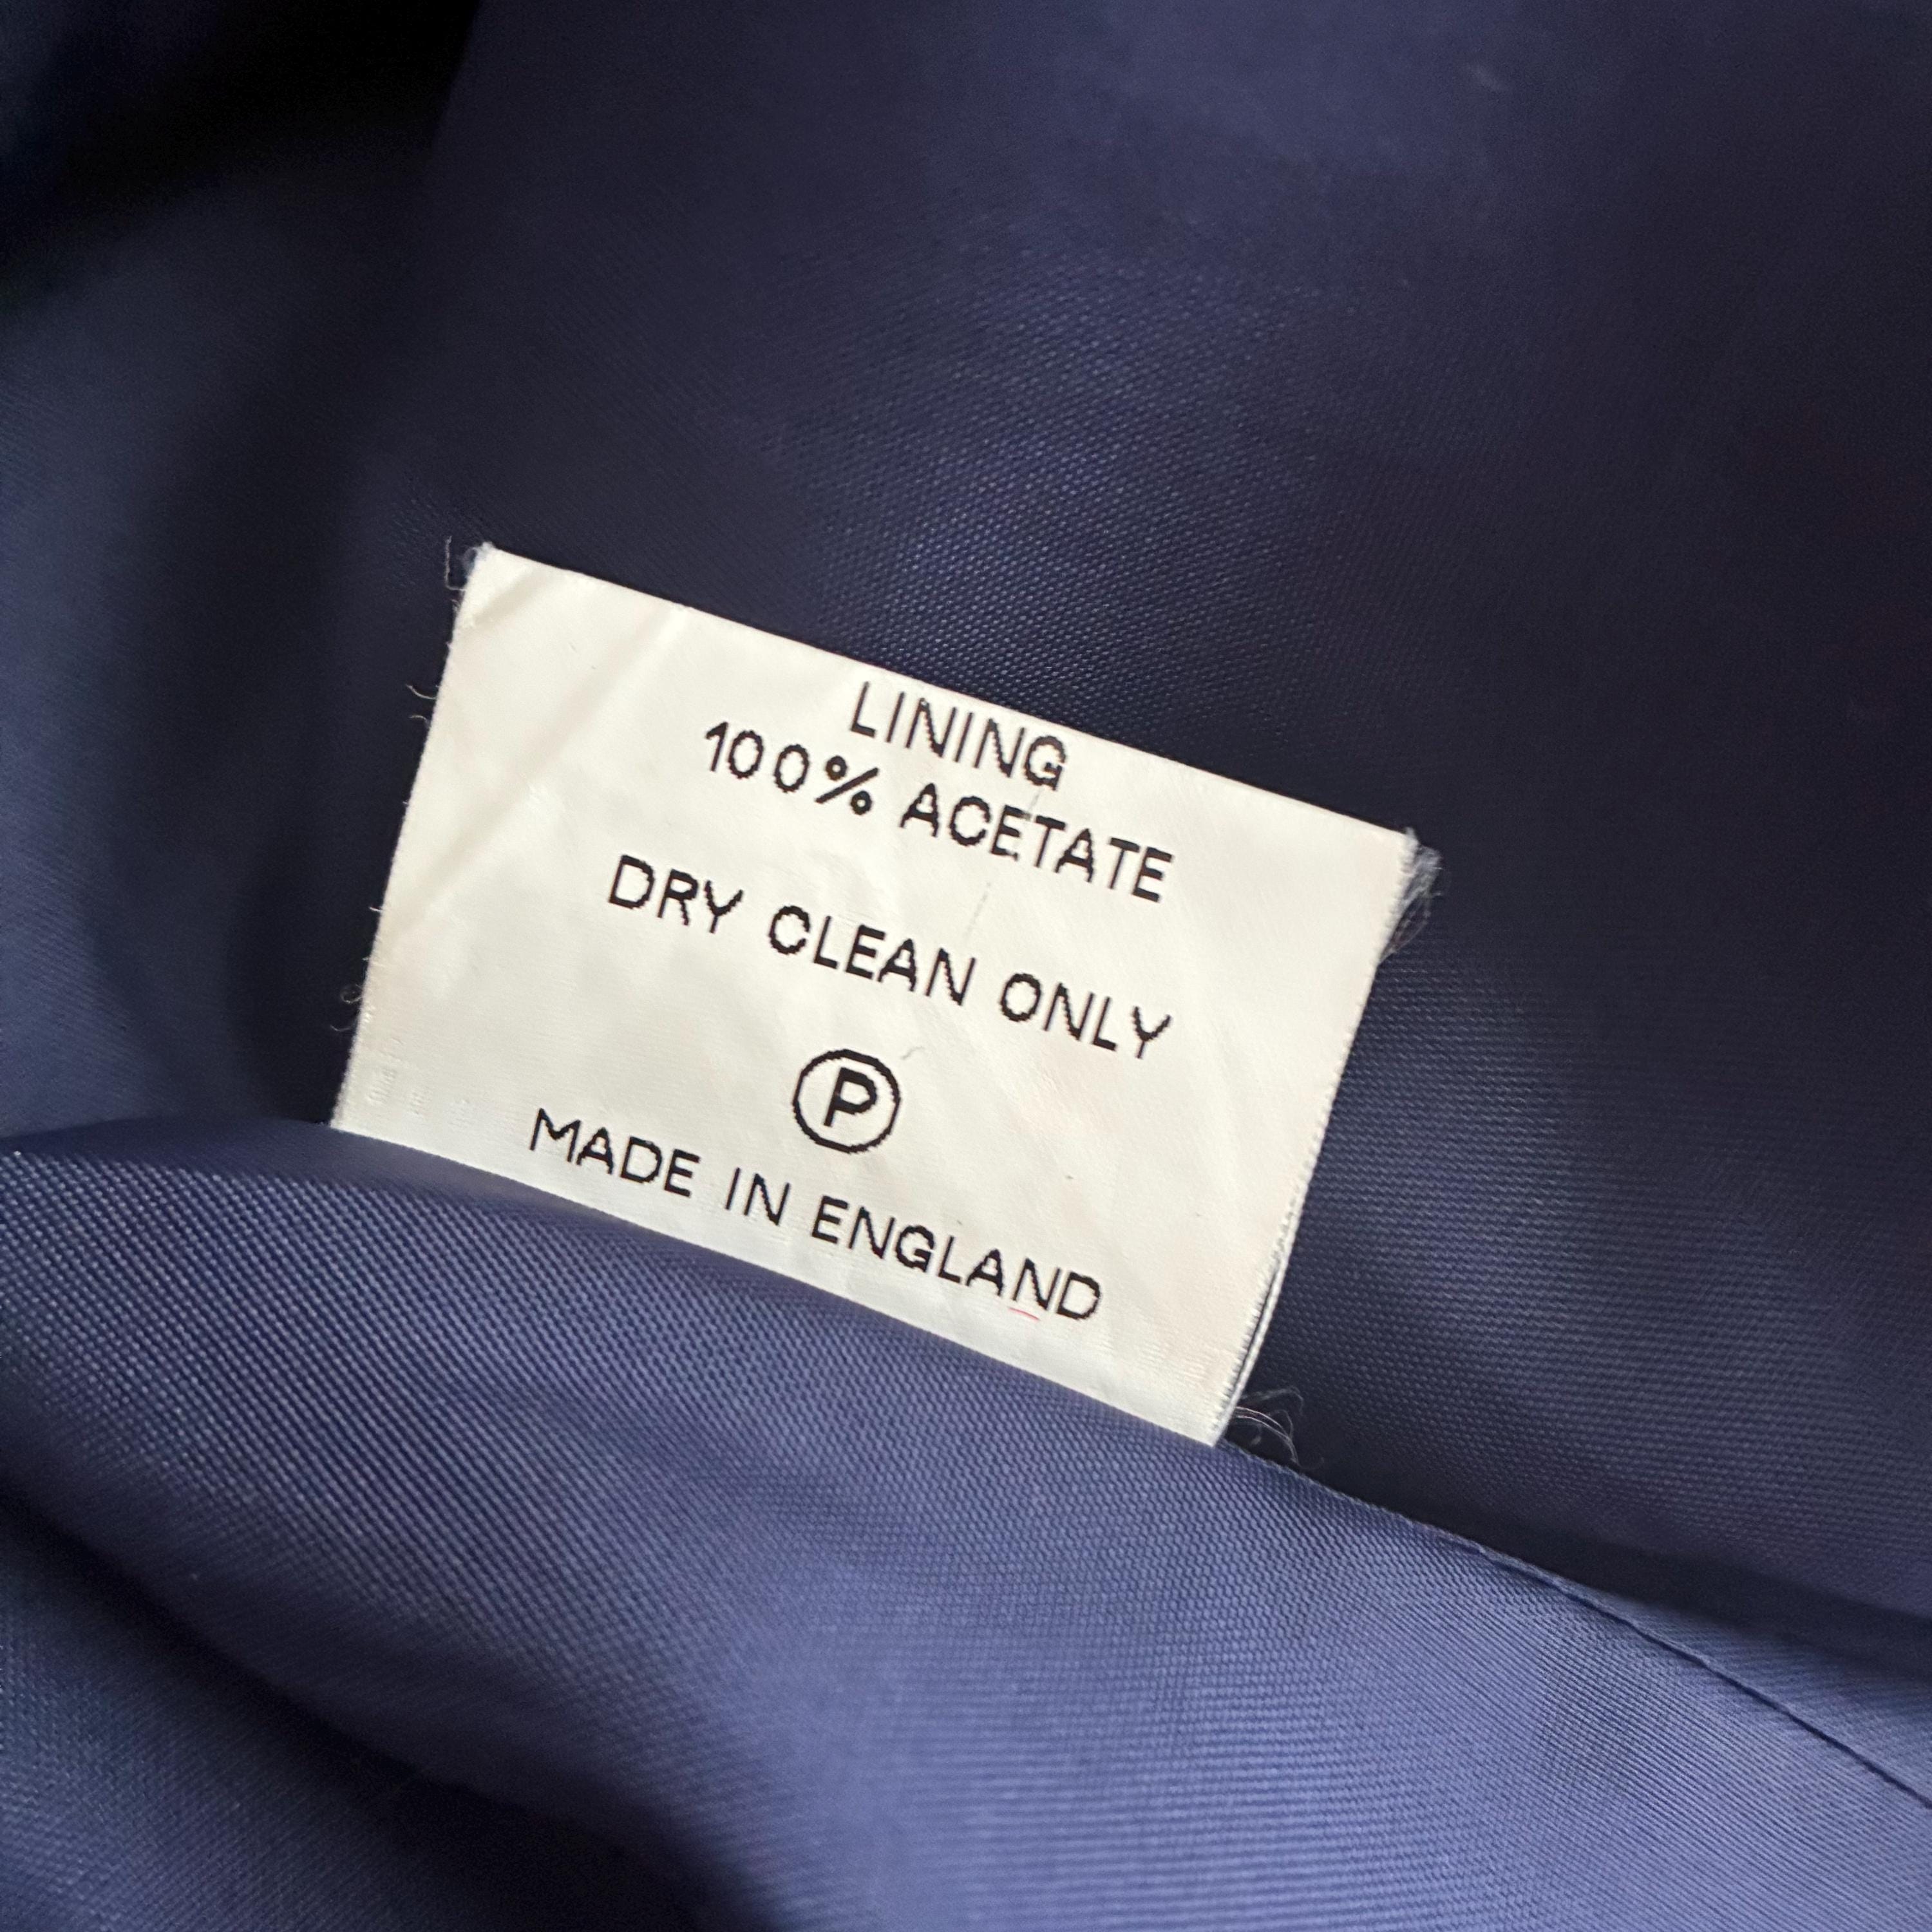 LINING
100% ACETATE
DRY CLEAN ONLY
P
MADE IN ENGLAND